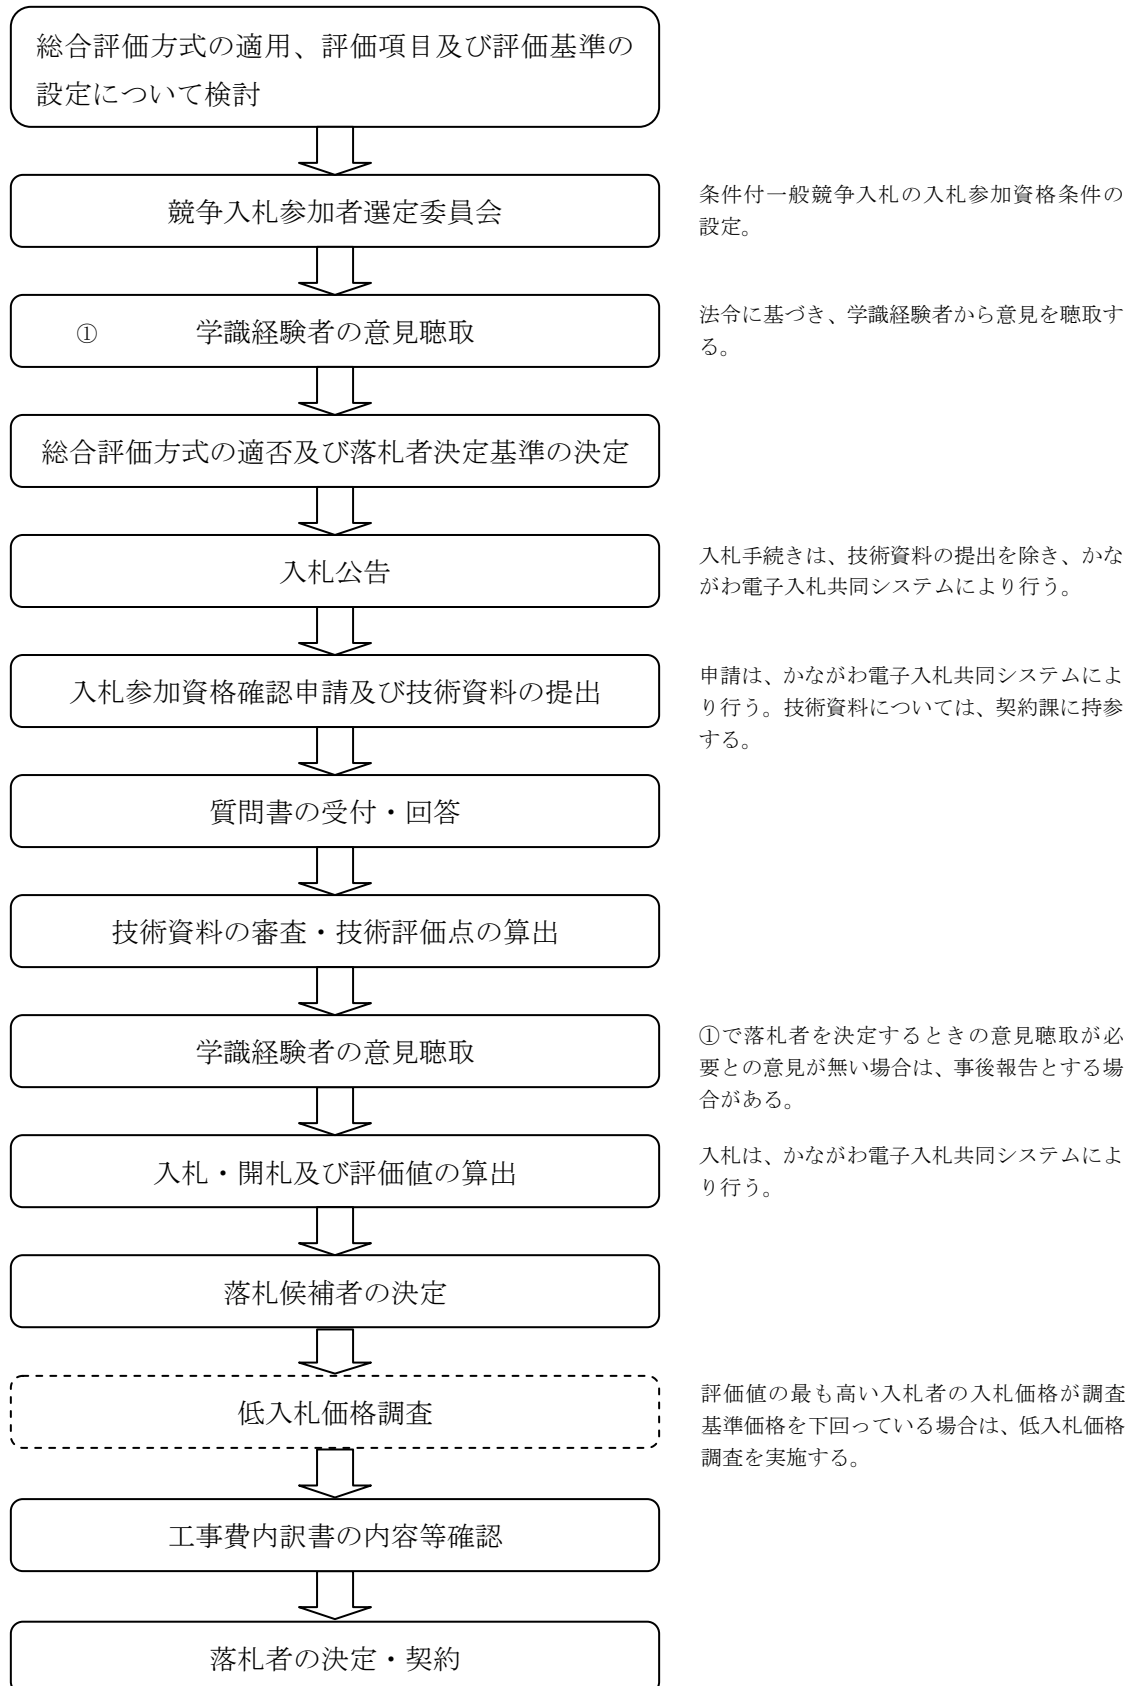 総合評価方式の適用、評価項目及び評価基準の
設定について検討
競争入札参加者選定委員会
条件付一般競争入札の入札参加資格条件の
設定。
① 学識経験者の意見聴取
法令に基づき、学識経験者から意見を聴取す
る。
総合評価方式の適否及び落札者決定基準の決定
入札公告
入札手続きは、技術資料の提出を除き、かな
がわ電子入札共同システムにより行う。
入札参加資格確認申請及び技術資料の提出
申請は、かながわ電子入札共同システムによ
り行う。技術資料については、契約課に持参
する。
質問書の受付・回答
技術資料の審査・技術評価点の算出
学識経験者の意見聴取
①で落札者を決定するときの意見聴取が必
要との意見が無い場合は、事後報告とする場
合がある。
入札・開札及び評価値の算出
入札は、かながわ電子入札共同システムによ
り行う。
落札候補者の決定
低入札価格調査
評価値の最も高い入札者の入札価格が調査
基準価格を下回っている場合は、低入札価格
調査を実施する。
工事費内訳書の内容等確認
落札者の決定・契約